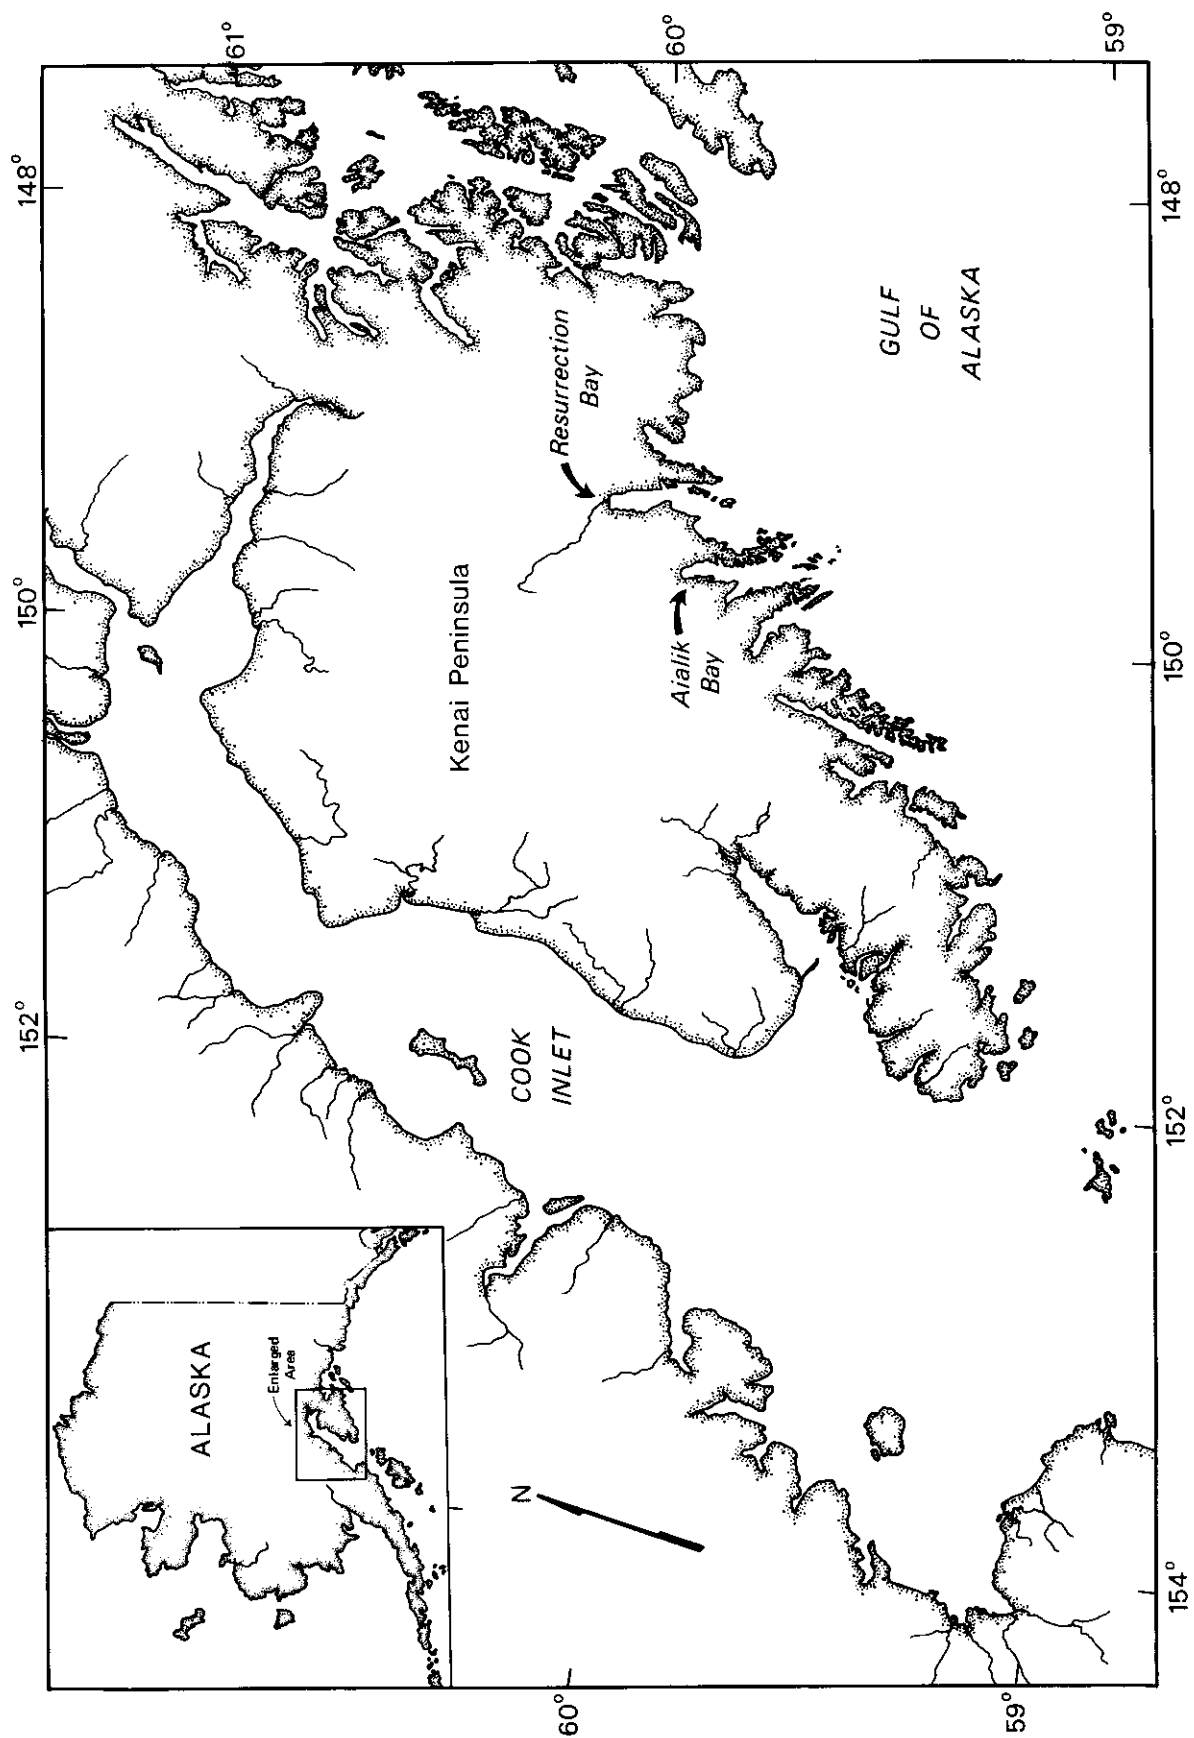 152°
150°
148°
ALASKA
61°
Enlarged
Area
Kenai Peninsula
N
COOK
INLET
Resurrection
Bay
60°
60°
Aialik
Bay
GULF
OF
ALASKA
59°
59°
154°
152°
150°
148°